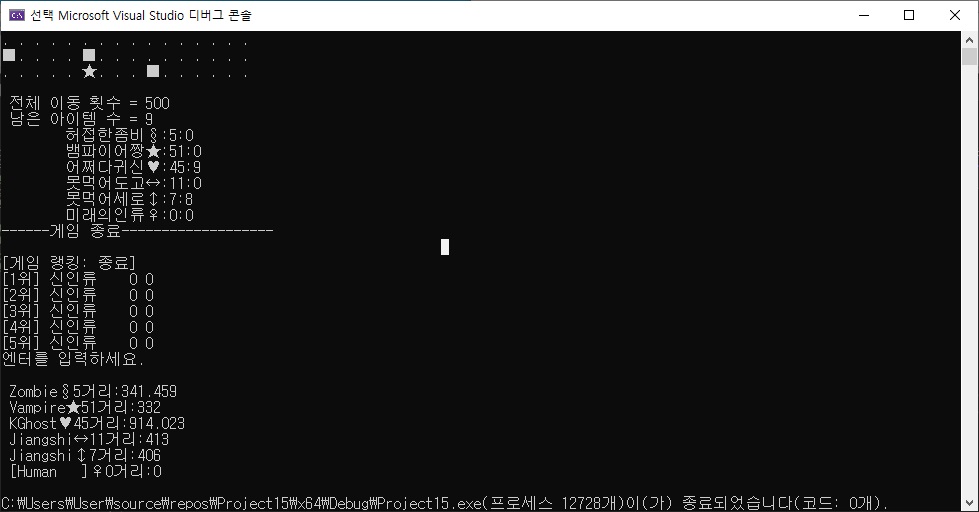 선택 Microsoft Visual Studio 디버그 콘솔
. . . . . . . . . . . . . . . .
■. . . . ■. . . . . . . . . .
. . . . . ★. . . ■. . . . . .
전체 이동 횟수 = 500
남은 아이템 수 = 9
허접한좀비§:5:0
뱀파이어짱★:51:0
어쩌다귀신♥:45:9
못먹어도고↔:11:0
못먹어세로↕:7:8
미래의인류♀:0:0
------게임 종료-------------------
[게임 랭킹: 종료]
[1위] 신인류    0 0
[2위] 신인류    0 0
[3위] 신인류    0 0
[4위] 신인류    0 0
[5위] 신인류    0 0
엔터를 입력하세요.
Zombie§5거리:341.459
Vampire★51거리:332
KGhost♥45거리:914.023
Jiangshi↔11거리:413
Jiangshi↕7거리:406
[Human   ]♀0거리:0
C:₩Users₩User₩source₩repos₩Project15₩x64₩Debug₩Project15.exe(프로세스 12728개)이(가) 종료되었습니다(코드: 0개).